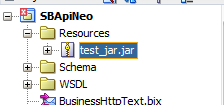 SBApiNeo
Resources
test_jar.jar
Schema
WSDL
BusinessHttpText.bix